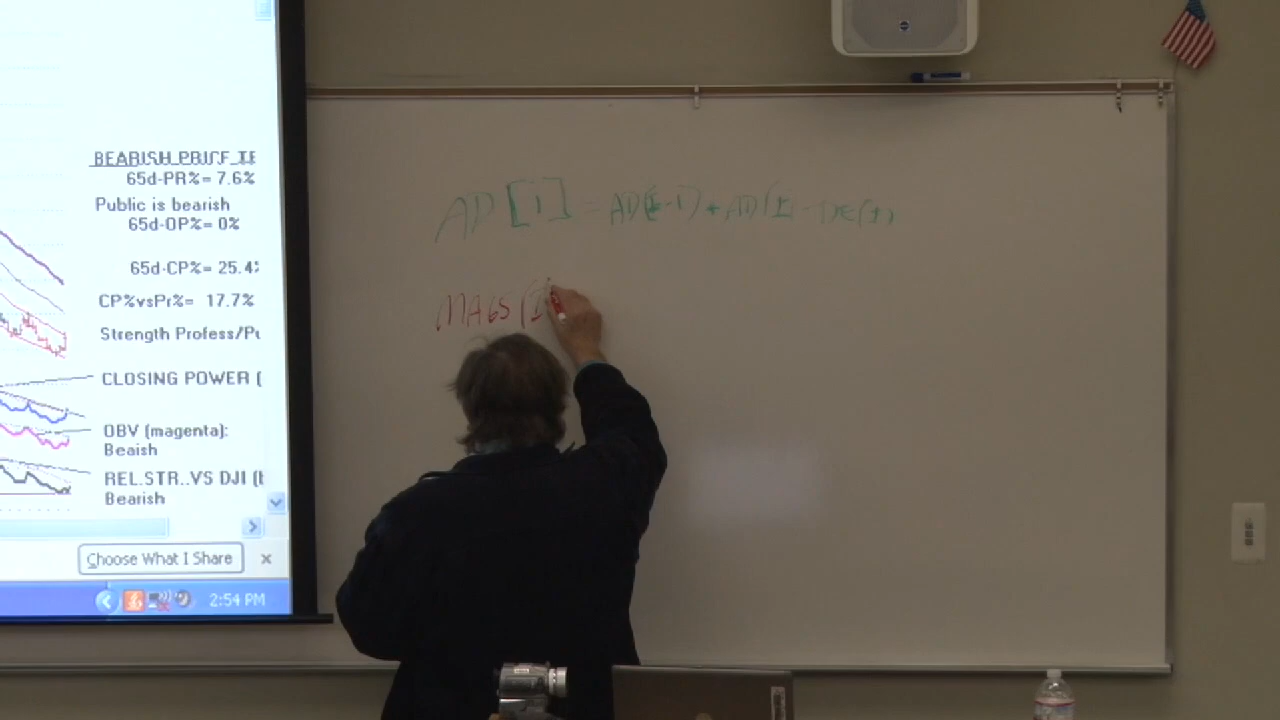 BEARISH PRICE TE
65d-PR%= 7.6%
Public is bearish
65d-OP%= 0%
65d-CP%= 25.4%
CP%vsPr%= 17.7%
Strength Profess/Pu
CLOSING POWER (
OBV (magenta):
Beaish
REL.STR..VS DJI (b
Bearish
Choose What I Share
2:54 PM
AD [I] = AD(I-1) + AD(I) - DE(I)
MA65(I